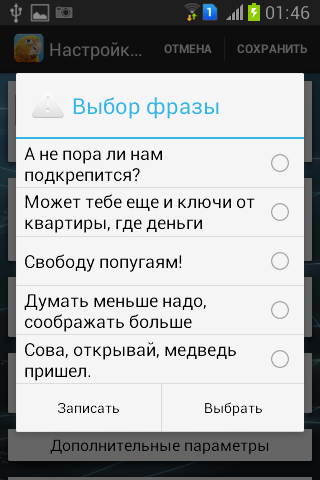 01:46
Настройк... ОТМЕНА СОХРАНИТЬ
Выбор фразы
А не пора ли нам
подкрепится?
Может тебе еще и ключи от
квартиры, где деньги
Свободу попугаям!
Думать меньше надо,
соображать больше
Сова, открывай, медведь
пришел.
Записать Выбрать
Дополнительные параметры